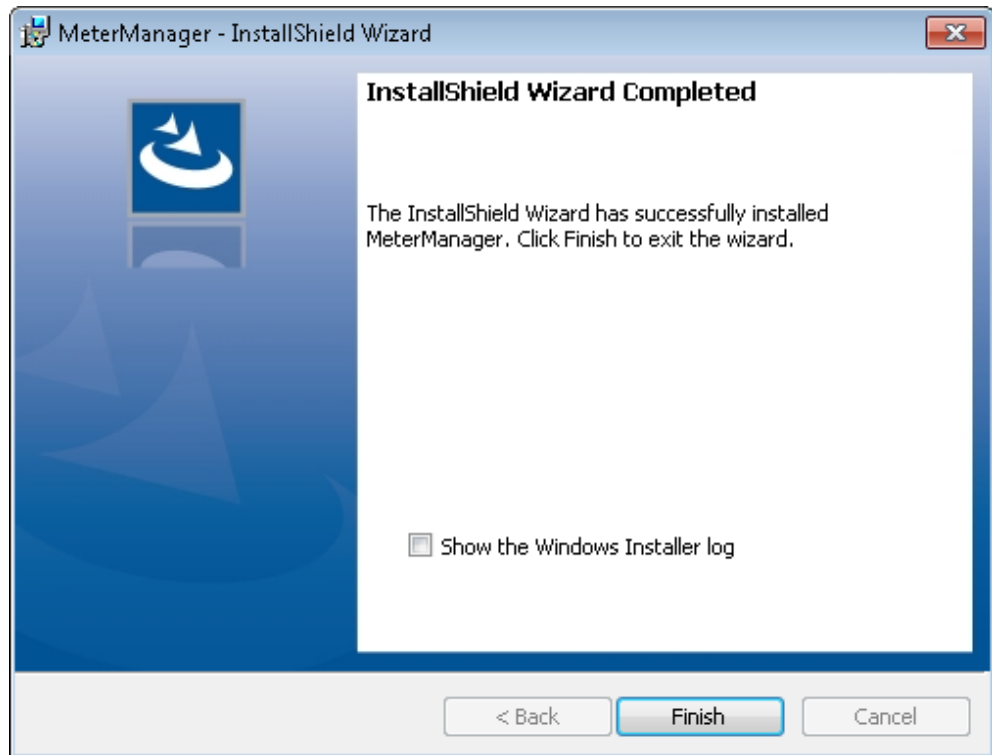 MeterManager - InstallShield Wizard
InstallShield Wizard Completed
The InstallShield Wizard has successfully installed
MeterManager. Click Finish to exit the wizard.
Show the Windows Installer log
< Back
Finish
Cancel